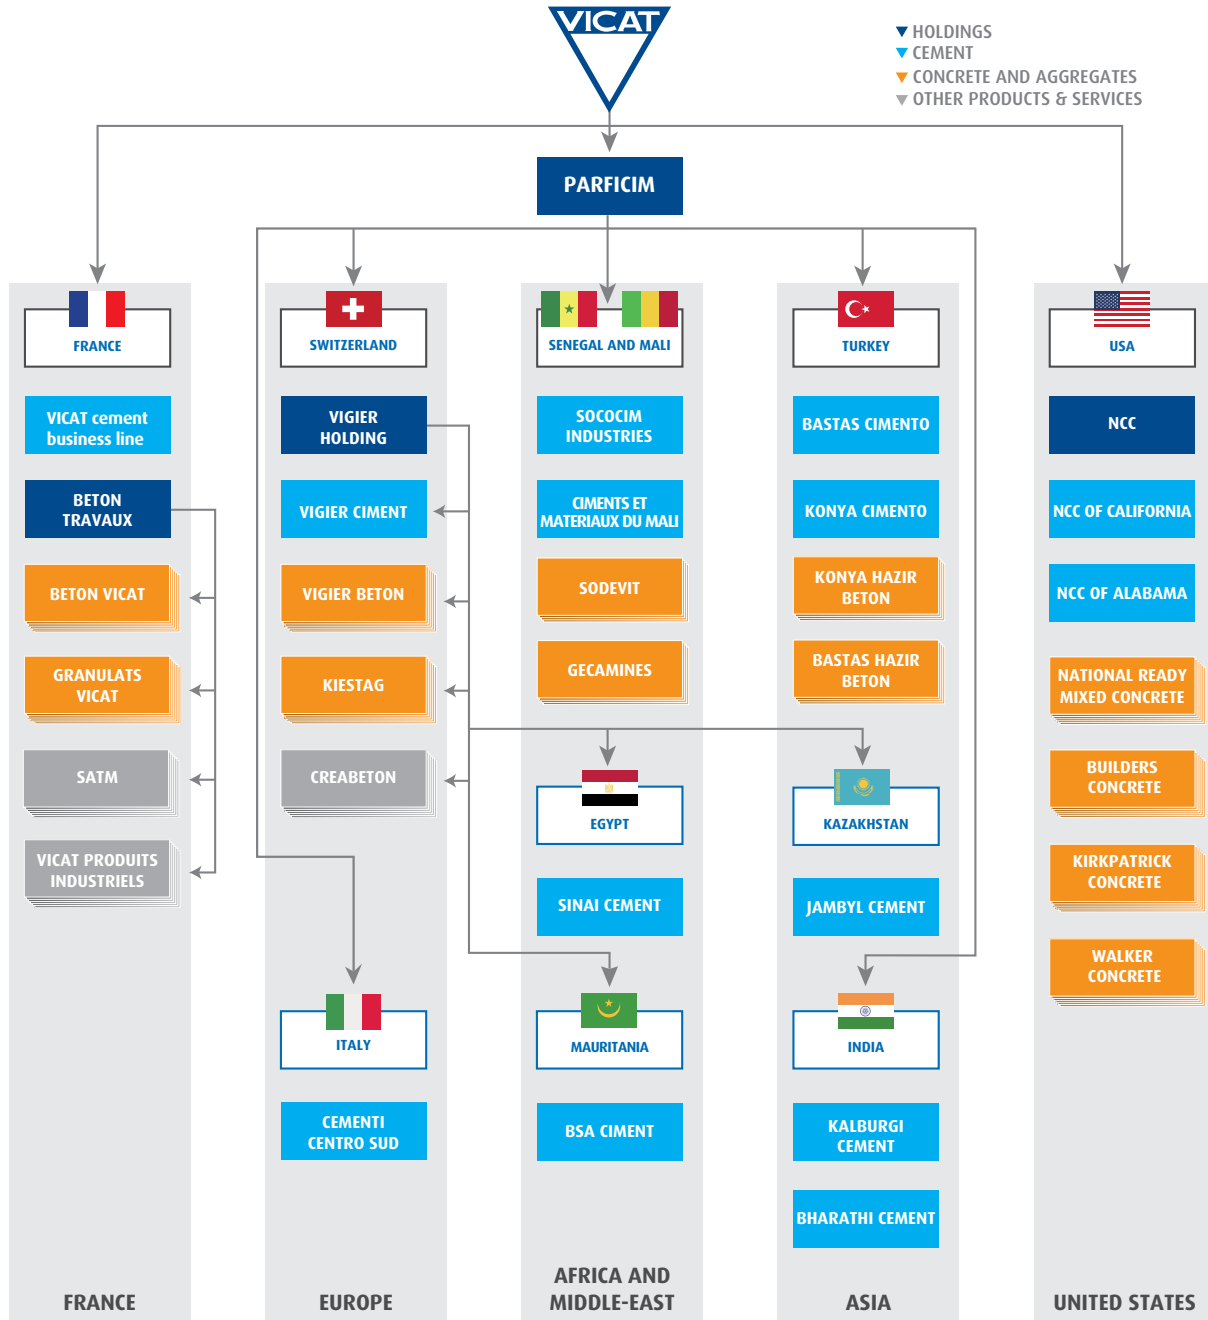 VICAT
HOLDINGS
CEMENT
CONCRETE AND AGGREGATES
OTHER PRODUCTS & SERVICES
PARFICIM
FRANCE
VICAT cement
business line
BETON
TRAVAUX
BETON VICAT
GRANULATS
VICAT
SATM
VICAT PRODUITS
INDUSTRIELS
FRANCE
SWITZERLAND
VIGIER
HOLDING
VIGIER CIMENT
VIGIER BETON
KIESTAG
CREABETON
ITALY
CEMENTI
CENTRO SUD
EUROPE
SENEGAL AND MALI
SOCOCIM
INDUSTRIES
CIMENTS ET
MATERIAUX DU MALI
SODEVIT
GECAMINES
EGYPT
SINAI CEMENT
MAURITANIA
BSA CIMENT
AFRICA AND
MIDDLE-EAST
TURKEY
BASTAS CIMENTO
KONYA CIMENTO
KONYA HAZIR
BETON
BASTAS HAZIR
BETON
KAZAKHSTAN
JAMBYL CEMENT
INDIA
KALBURGI
CEMENT
BHARATHI CEMENT
ASIA
USA
NCC
NCC OF CALIFORNIA
NCC OF ALABAMA
NATIONAL READY
MIXED CONCRETE
BUILDERS
CONCRETE
KIRKPATRICK
CONCRETE
WALKER
CONCRETE
UNITED STATES